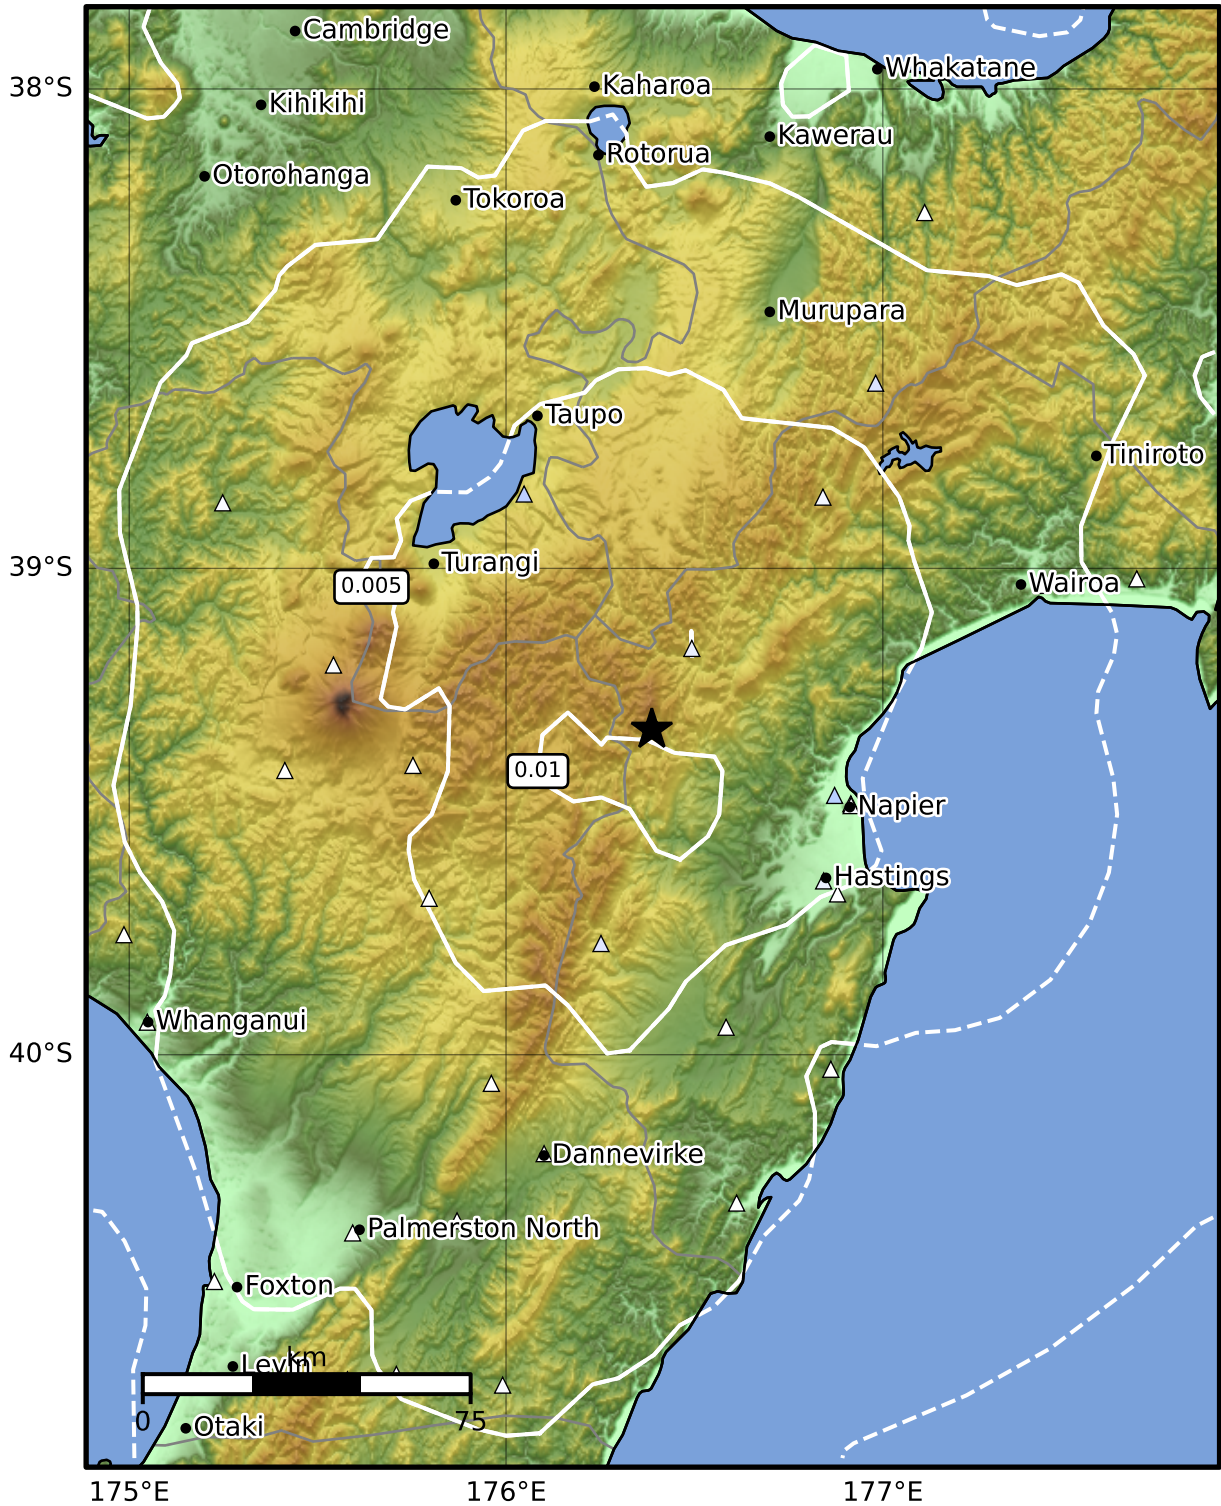 Cambridge
Whakatane
Kaharoa
38°S
Kihikihi
Kawerau
Rotorua
Otorohanga
Tokoroa
Murupara
Taupo
Tiniroto
Turangi
39°S
0.005
Wairoa
0.01
Napier
Hastings
Whanganui
40°S
Dannevirke
Palmerston North
Foxton
km
Levin
0
75
Otaki
175°E
176°E
177°E